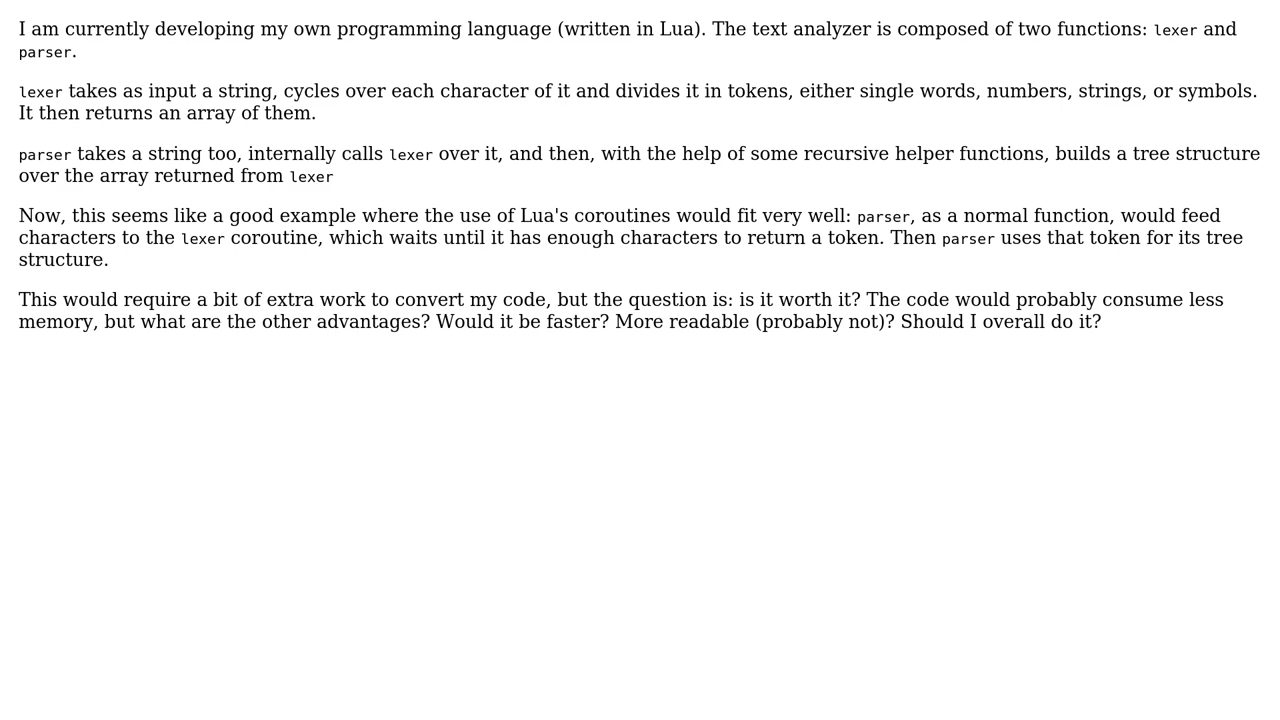 I am currently developing my own programming language (written in Lua). The text analyzer is composed of two functions: lexer and
parser.
lexer takes as input a string, cycles over each character of it and divides it in tokens, either single words, numbers, strings, or symbols.
It then returns an array of them.
parser takes a string too, internally calls lexer over it, and then, with the help of some recursive helper functions, builds a tree structure
over the array returned from lexer
Now, this seems like a good example where the use of Lua's coroutines would fit very well: parser, as a normal function, would feed
characters to the lexer coroutine, which waits until it has enough characters to return a token. Then parser uses that token for its tree
structure.
This would require a bit of extra work to convert my code, but the question is: is it worth it? The code would probably consume less
memory, but what are the other advantages? Would it be faster? More readable (probably not)? Should I overall do it?